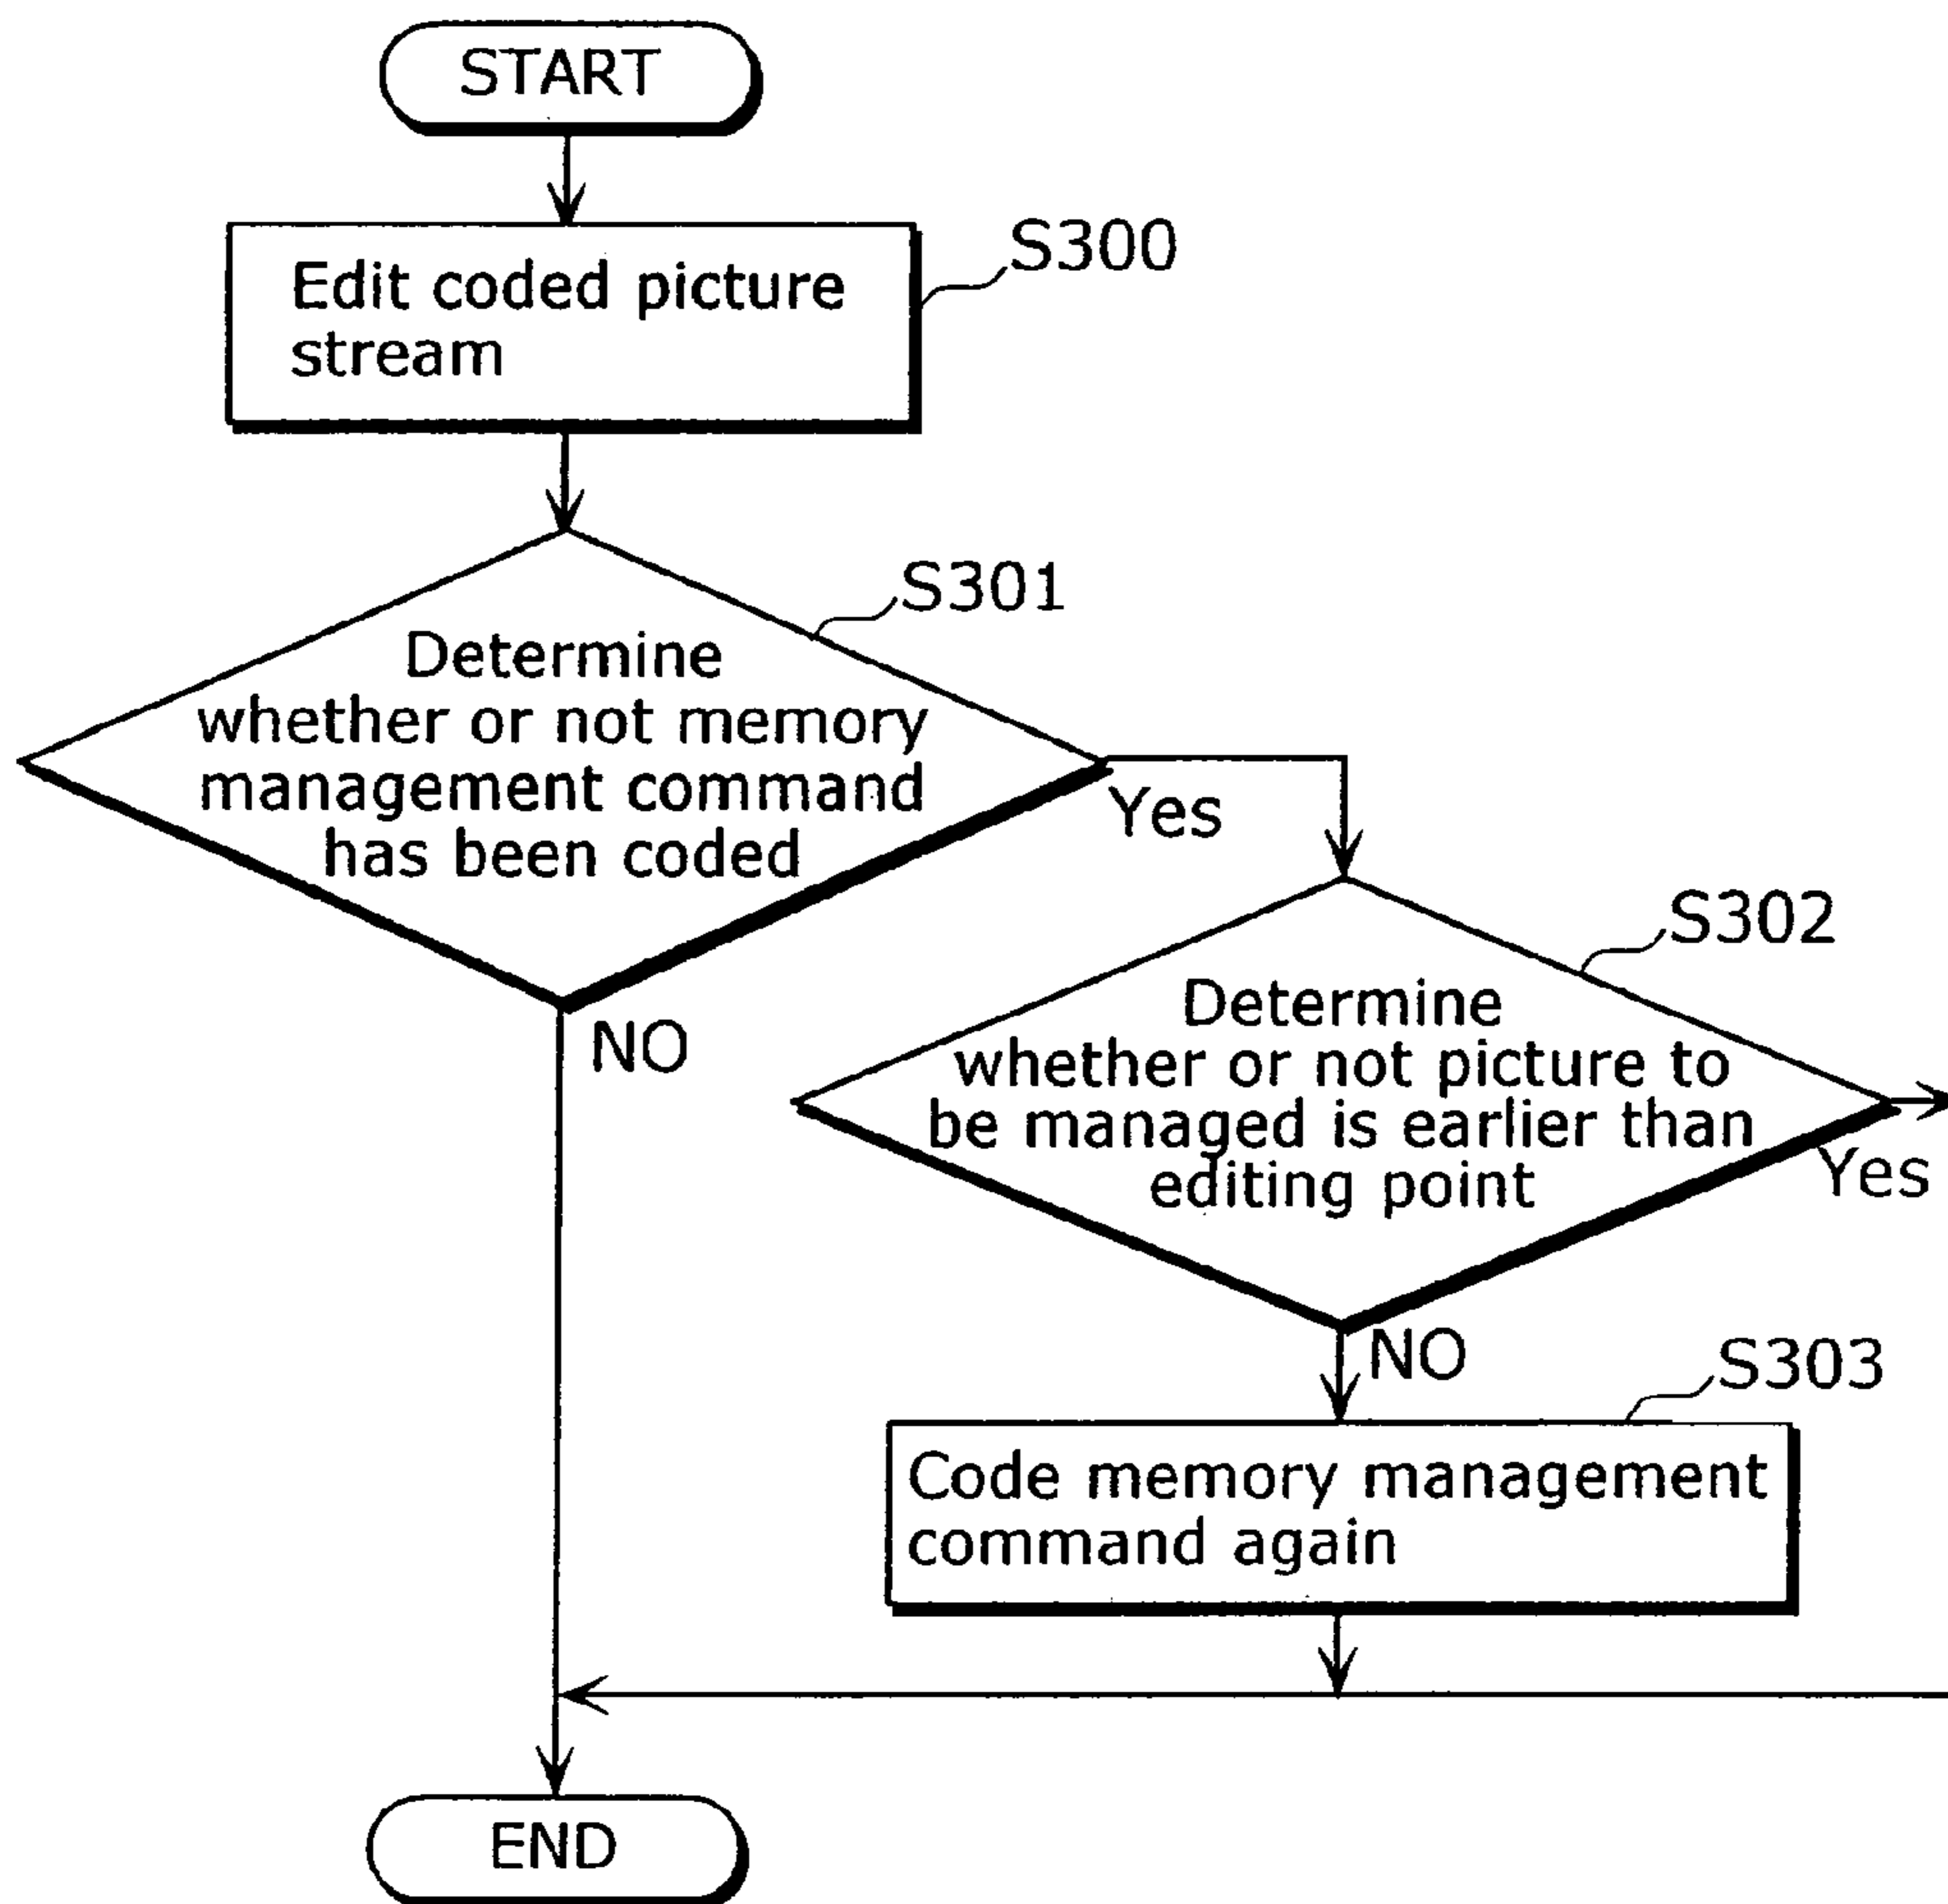 START
Edit coded picture
stream
S300
Determine
whether or not memory
management command
has been coded
S301
Yes
NO
Determine
whether or not picture to
be managed is earlier than
editing point
S302
Yes
NO
Code memory management
command again
S303
END